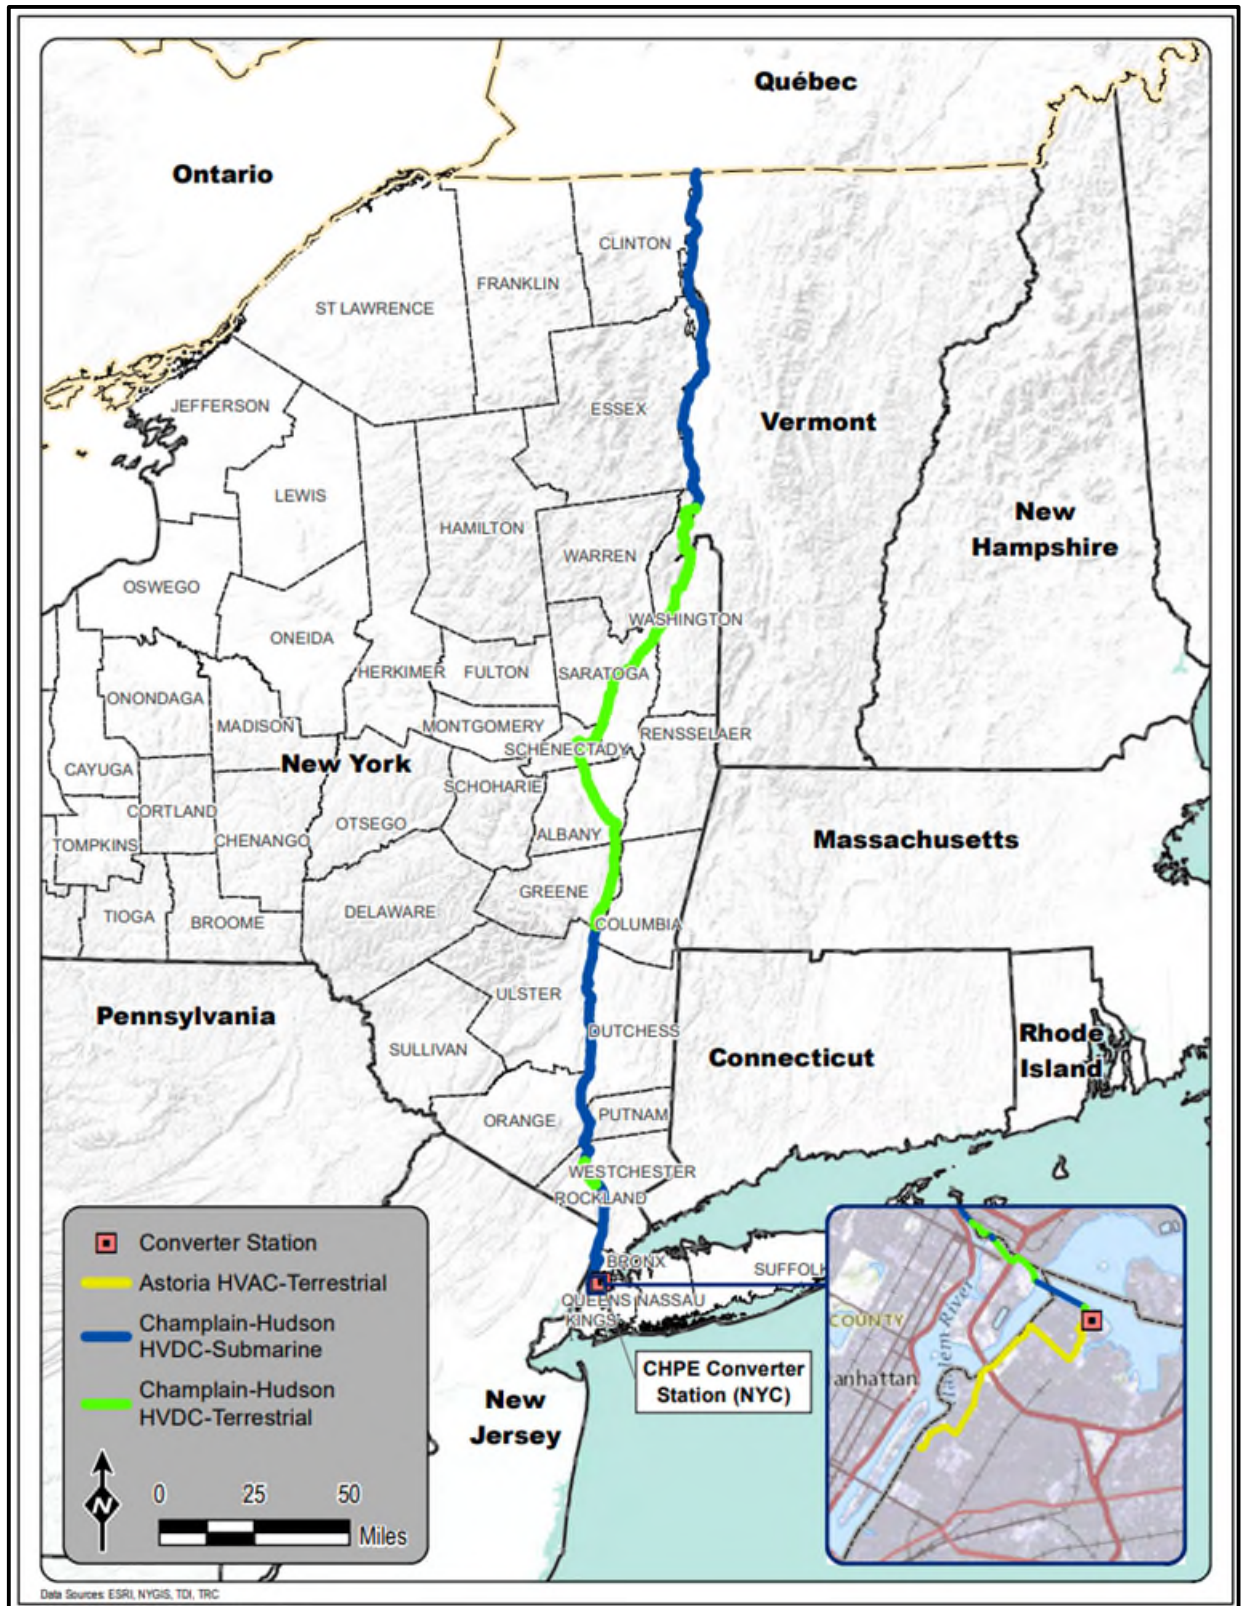 Québec
Ontario
CLINTON
FRANKLIN
ST LAWRENCE
JEFFERSON
ESSEX
Vermont
LEWIS
HAMILTON
New
Hampshire
WARREN
OSWEGO
ONEIDA
WASHINGTON
HERKIMER
FULTON
SARATOGA
ONONDAGA
MADISON
MONTGOMERY
RENSSELAER
SCHENECTADY
New York
CAYUGA
SCHOHARIE
CORTLAND
OTSEGO
ALBANY
Massachusetts
TOMPKINS
CHENANGO
GREENE
TIOGA
BROOME
DELAWARE
COLUMBIA
ULSTER
Pennsylvania
DUTCHESS
Rhode
Island
SULLIVAN
Connecticut
ORANGE
PUTNAM
WESTCHESTER
ROCKLAND
BRONX
SUFFOLK
QUEENS
NASSAU
KINGS
CHPE Converter
Station (NYC)
New
Jersey
Converter Station
Astoria HVAC-Terrestrial
Champlain-Hudson
HVDC-Submarine
Champlain-Hudson
HVDC-Terrestrial
N
0 25 50
Miles
COUNTY
anhattan
River
Data Sources: ESRI, NYGIS, TDI, TRC